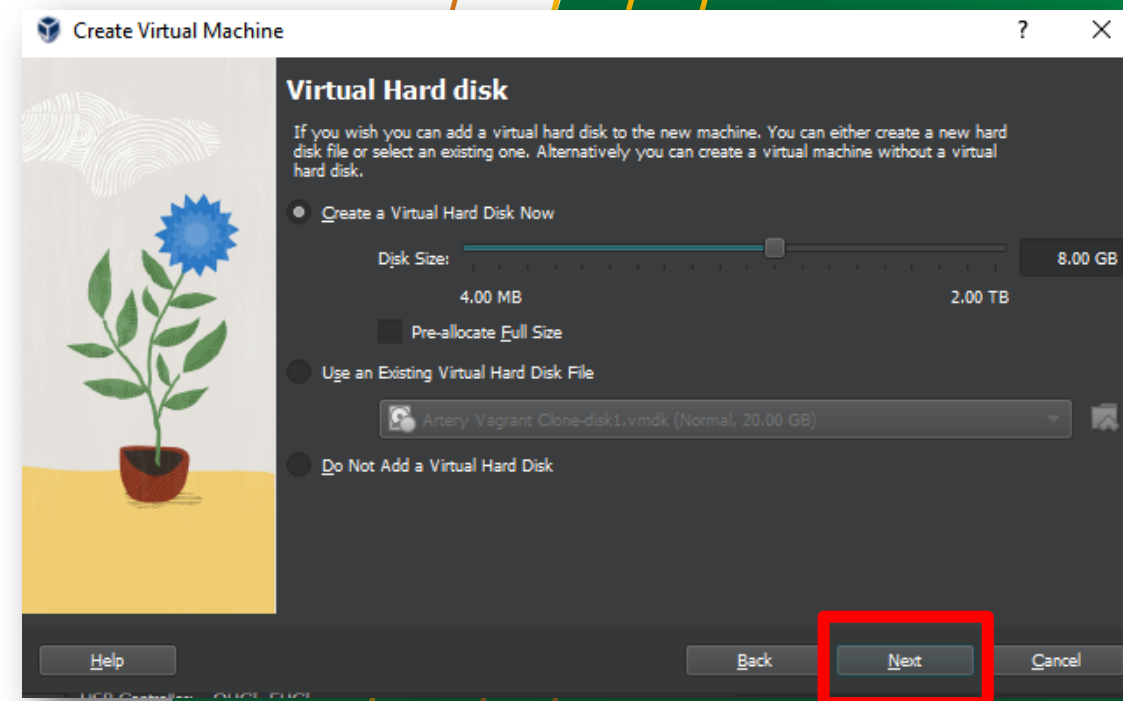 Create Virtual Machine
?
Virtual Hard disk
If you wish you can add a virtual hard disk to the new machine. You can either create a new hard
disk file or select an existing one. Alternatively you can create a virtual machine without a virtual
hard disk.
Create a Virtual Hard Disk Now
Disk Size:
8.00 GB
4.00 MB
2.00 TB
Pre-allocate Full Size
Use an Existing Virtual Hard Disk File
Artery Vagrant Clone-disk1.vmdk (Normal, 20.00 GB)
Do Not Add a Virtual Hard Disk
Help
Back
Next
Cancel